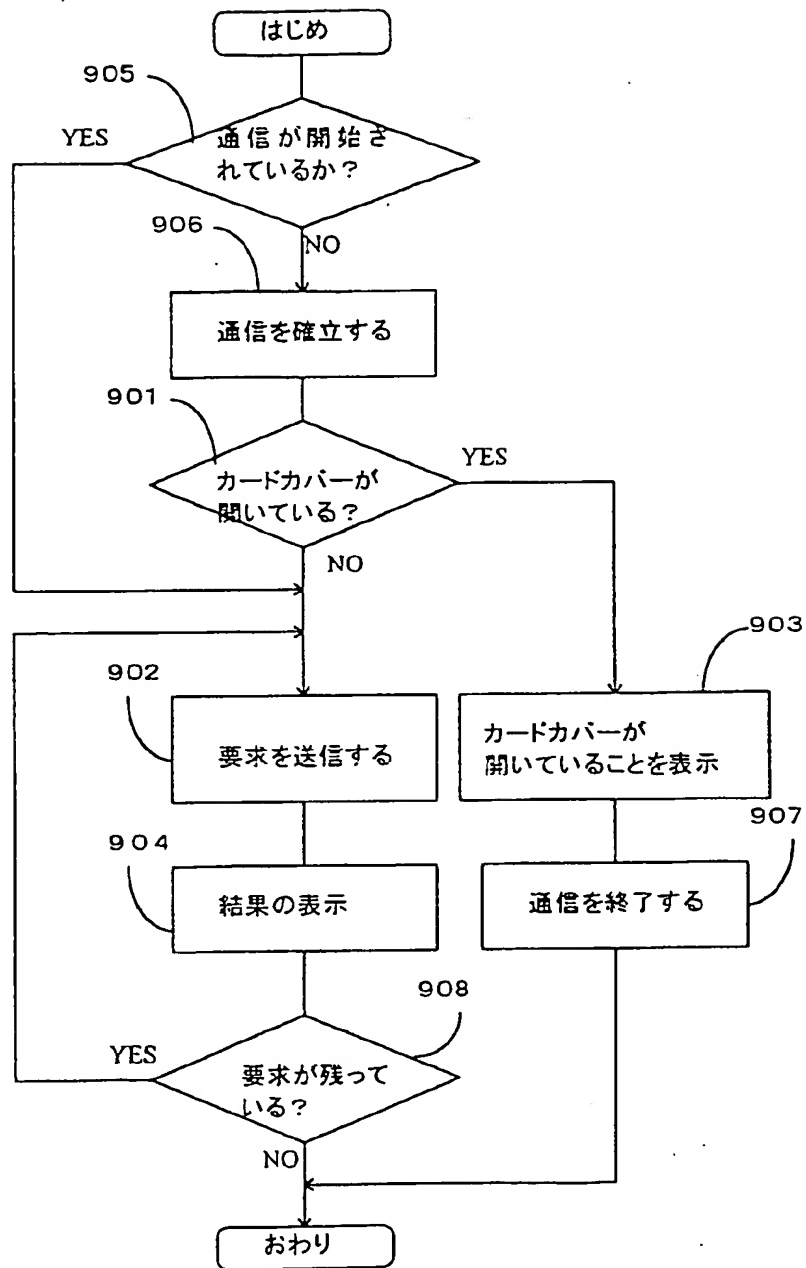 はじめ
905
YES
通信が開始さ
れているか？
906
NO
通信を確立する
901
カードカバーが
開いている？
YES
NO
903
902
要求を送信する
カードカバーが
開いていることを表示
904
907
結果の表示
通信を終了する
908
YES
要求が残って
いる？
NO
おわり